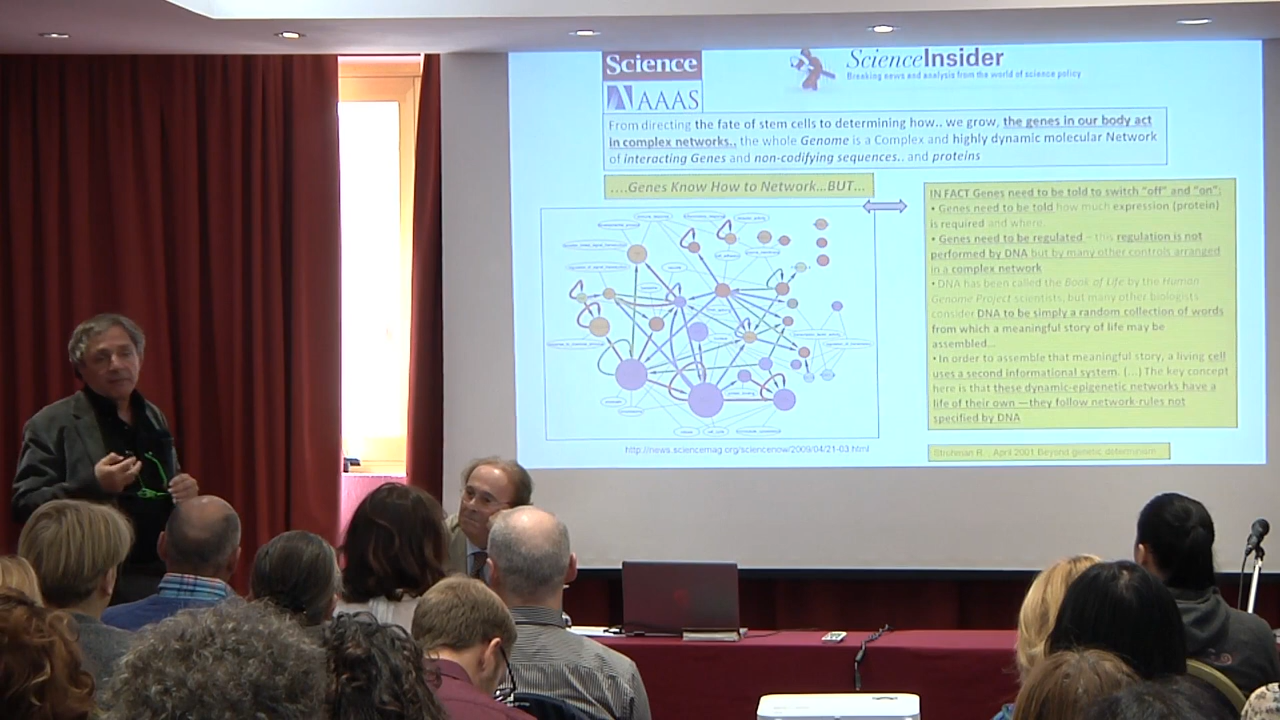 Science
AAAS
ScienceInsider
Breaking news and analysis from the world of science policy
From directing the fate of stem cells to determining how.. we grow, the genes in our body act
in complex networks.. the whole Genome is a Complex and highly dynamic molecular Network
of interacting Genes and non-codifying sequences.. and proteins
....Genes Know How to Network...BUT...
http://news.sciencemag.org/sciencenow/2009/04/21-03.html
IN FACT Genes need to be told to switch "off" and "on":
• Genes need to be told how much expression (protein)
is required and where.
• Genes need to be regulated – this regulation is not
performed by DNA but by many other controls arranged
in a complex network
• DNA has been called the Book of Life by the Human
Genome Project scientists, but many other biologists
consider DNA to be simply a random collection of words
from which a meaningful story of life may be
assembled...
• In order to assemble that meaningful story, a living cell
uses a second informational system. (...) The key concept
here is that these dynamic-epigenetic networks have a
life of their own —they follow network-rules not
specified by DNA
Strohman R., April 2001 Beyond genetic determinism